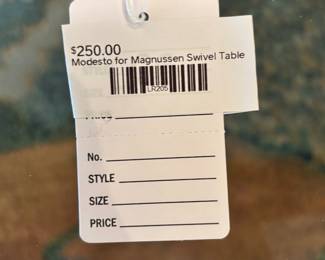 $250.00
Modesto for Magnussen Swivel Table
LR205
No.
STYLE
SIZE
PRICE